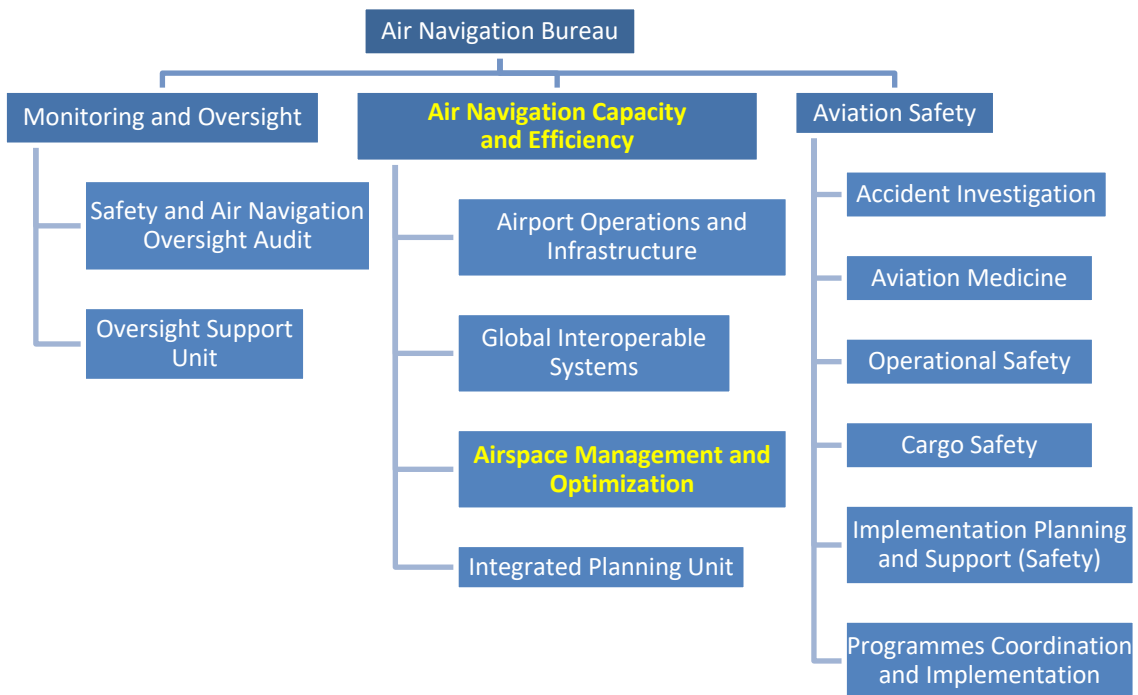 Air Navigation Bureau
Monitoring and Oversight
Safety and Air Navigation
Oversight Audit
Oversight Support
Unit
Air Navigation Capacity
and Efficiency
Airport Operations and
Infrastructure
Global Interoperable
Systems
Airspace Management and
Optimization
Integrated Planning Unit
Aviation Safety
Accident Investigation
Aviation Medicine
Operational Safety
Cargo Safety
Implementation Planning
and Support (Safety)
Programmes Coordination
and Implementation